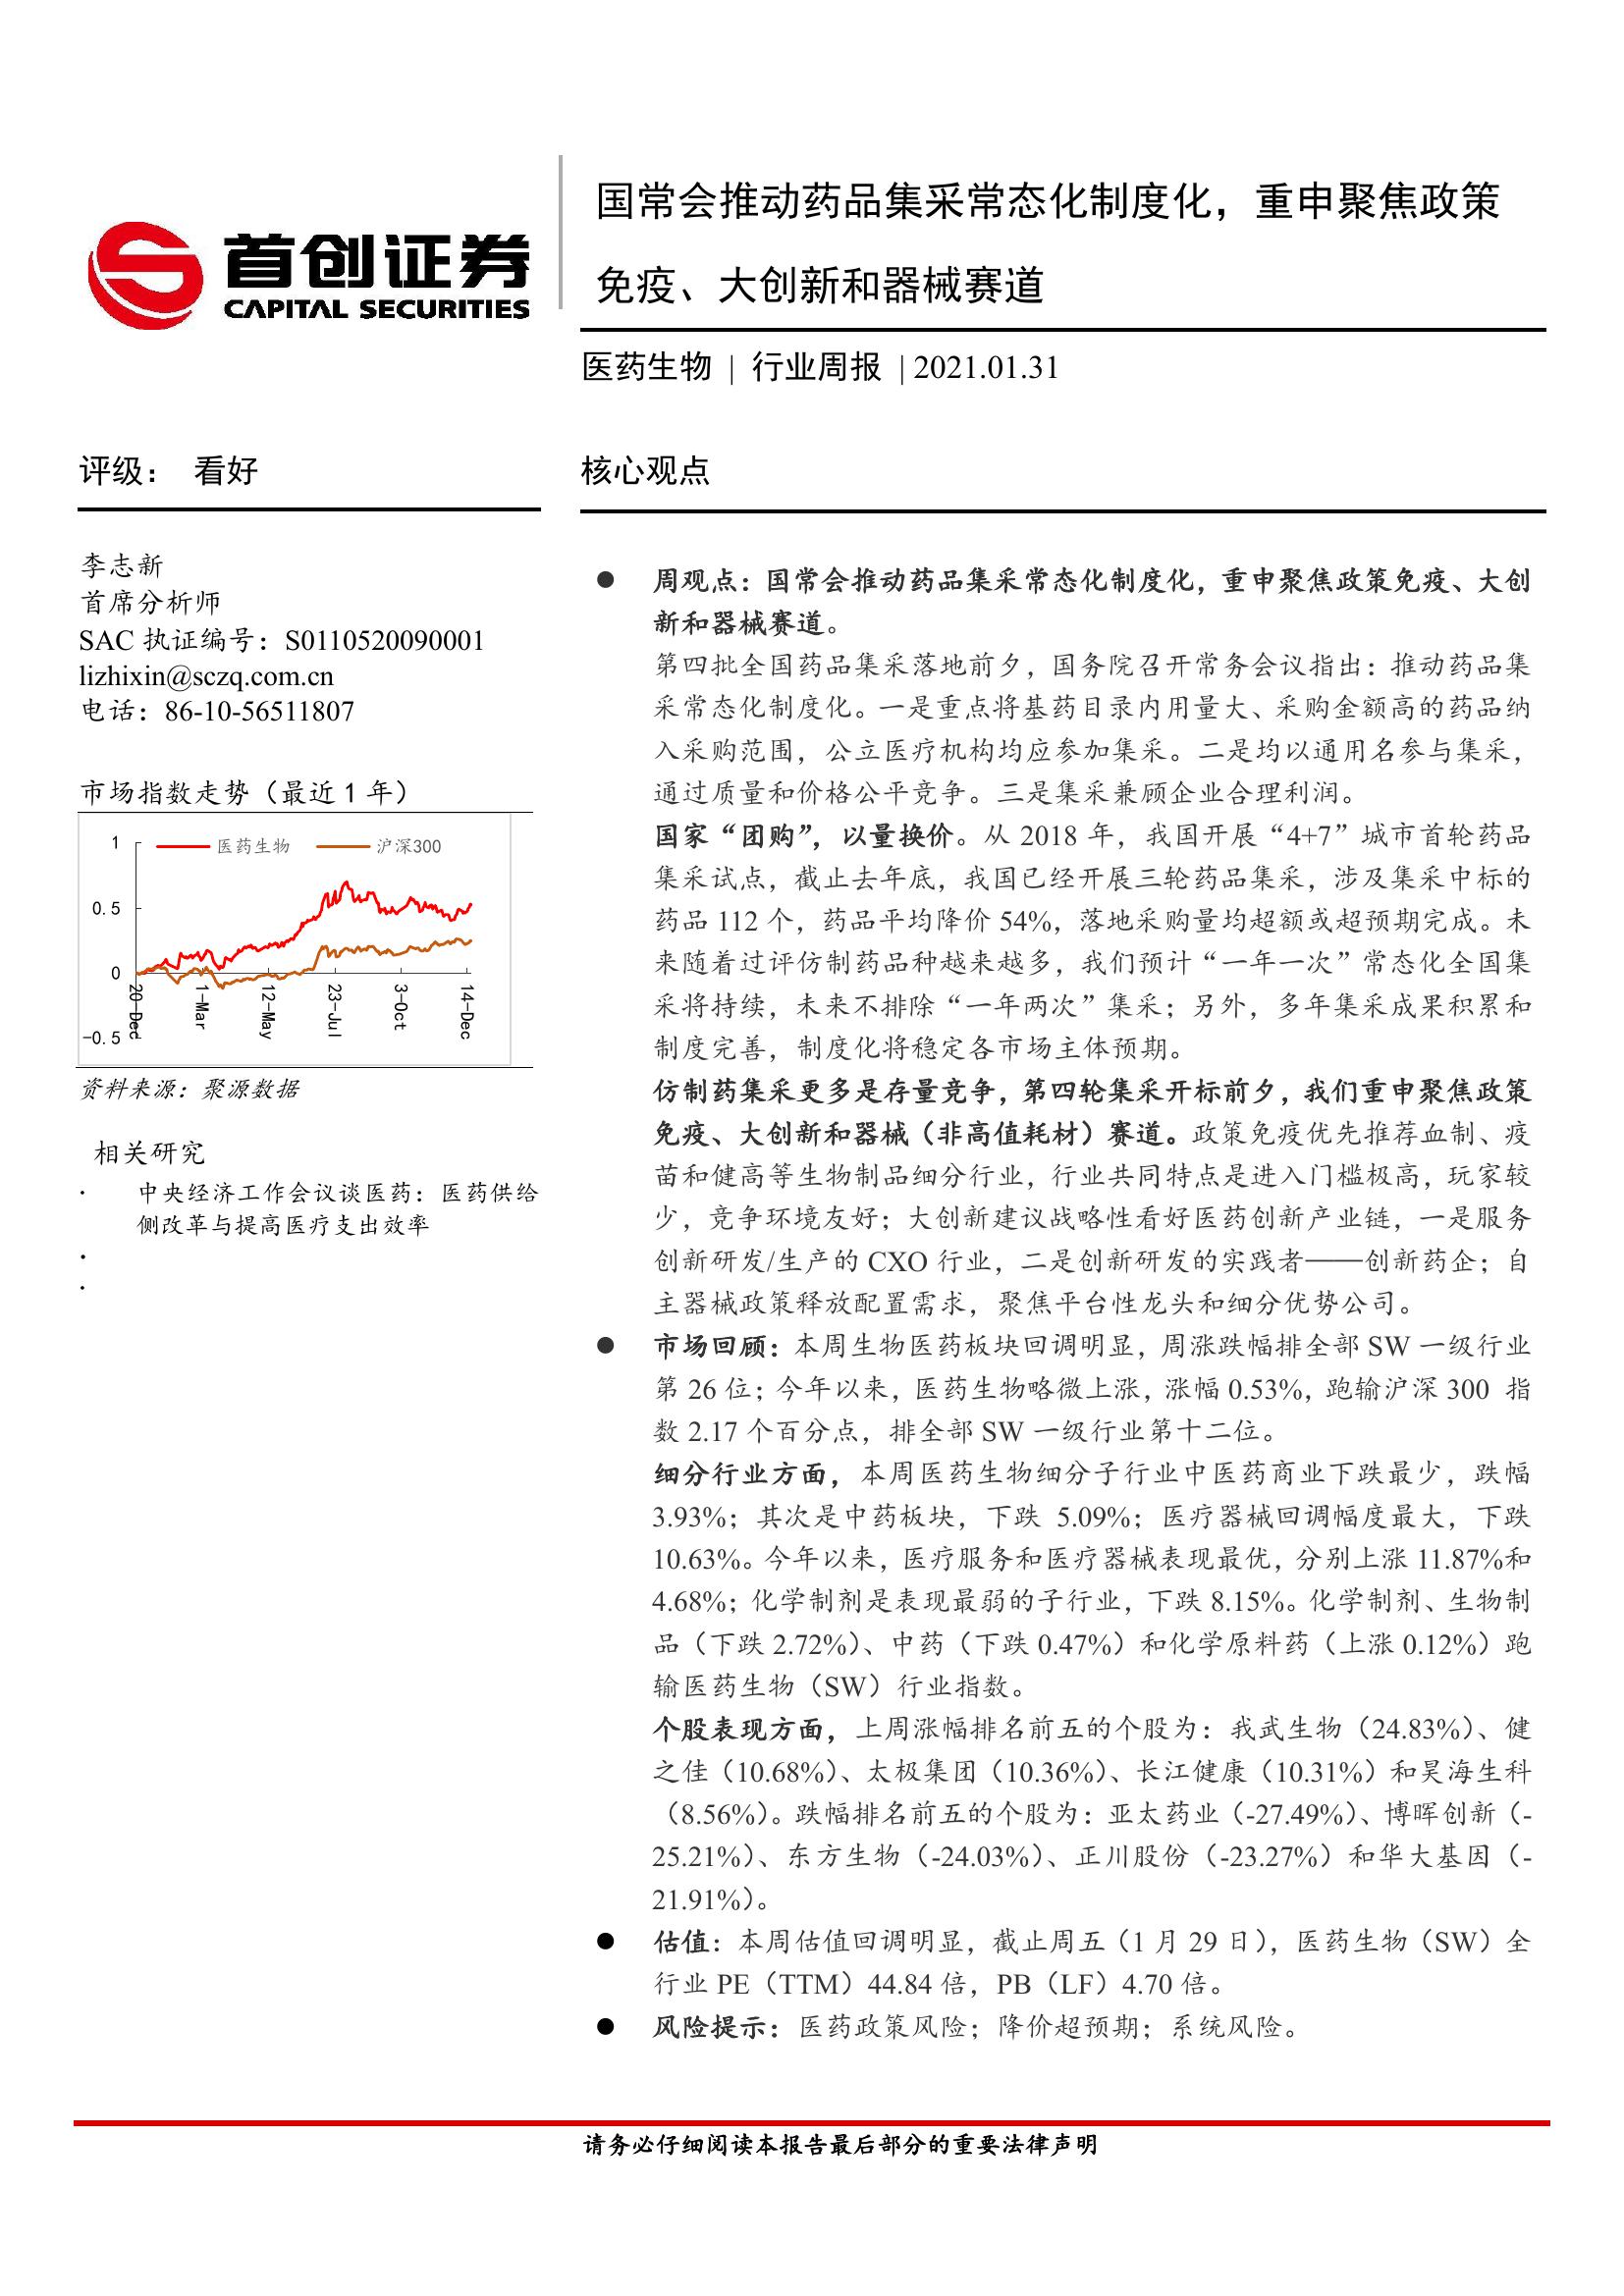 首创证券
CAPITAL SECURITIES
国常会推动药品集采常态化制度化，重申聚焦政策
免疫、大创新和器械赛道
医药生物 | 行业周报 | 2021.01.31
评级： 看好
李志新
首席分析师
SAC 执证编号：S0110520090001
lizhixin@sczq.com.cn
电话：86-10-56511807
市场指数走势（最近 1 年）
医药生物 沪深300
1
0.5
0
-0.5
20-Dec
1-Mar
12-May
23-Jul
3-Oct
14-Dec
资料来源：聚源数据
相关研究
· 中央经济工作会议谈医药：医药供给
侧改革与提高医疗支出效率
·
·
核心观点
● 周观点：国常会推动药品集采常态化制度化，重申聚焦政策免疫、大创
新和器械赛道。
第四批全国药品集采落地前夕，国务院召开常务会议指出：推动药品集
采常态化制度化。一是重点将基药目录内用量大、采购金额高的药品纳
入采购范围，公立医疗机构均应参加集采。二是均以通用名参与集采，
通过质量和价格公平竞争。三是集采兼顾企业合理利润。
国家“团购”，以量换价。从 2018 年，我国开展“4+7”城市首轮药品
集采试点，截止去年底，我国已经开展三轮药品集采，涉及集采中标的
药品 112 个，药品平均降价 54%，落地采购量均超额或超预期完成。未
来随着过评仿制药品种越来越多，我们预计“一年一次”常态化全国集
采将持续，未来不排除“一年两次”集采；另外，多年集采成果积累和
制度完善，制度化将稳定各市场主体预期。
仿制药集采更多是存量竞争，第四轮集采开标前夕，我们重申聚焦政策
免疫、大创新和器械（非高值耗材）赛道。政策免疫优先推荐血制、疫
苗和健高等生物制品细分行业，行业共同特点是进入门槛极高，玩家较
少，竞争环境友好；大创新建议战略性看好医药创新产业链，一是服务
创新研发/生产的 CXO 行业，二是创新研发的实践者——创新药企；自
主器械政策释放配置需求，聚焦平台性龙头和细分优势公司。
● 市场回顾：本周生物医药板块回调明显，周涨跌幅排全部 SW 一级行业
第 26 位；今年以来，医药生物略微上涨，涨幅 0.53%，跑输沪深 300 指
数 2.17 个百分点，排全部 SW 一级行业第十二位。
细分行业方面，本周医药生物细分子行业中医药商业下跌最少，跌幅
3.93%；其次是中药板块，下跌 5.09%；医疗器械回调幅度最大，下跌
10.63%。今年以来，医疗服务和医疗器械表现最优，分别上涨 11.87%和
4.68%；化学制剂是表现最弱的子行业，下跌 8.15%。化学制剂、生物制
品（下跌 2.72%）、中药（下跌 0.47%）和化学原料药（上涨 0.12%）跑
输医药生物（SW）行业指数。
个股表现方面，上周涨幅排名前五的个股为：我武生物（24.83%）、健
之佳（10.68%）、太极集团（10.36%）、长江健康（10.31%）和昊海生科
（8.56%）。跌幅排名前五的个股为：亚太药业（-27.49%）、博晖创新（-
25.21%）、东方生物（-24.03%）、正川股份（-23.27%）和华大基因（-
21.91%）。
● 估值：本周估值回调明显，截止周五（1 月 29 日），医药生物（SW）全
行业 PE（TTM）44.84 倍，PB（LF）4.70 倍。
● 风险提示：医药政策风险；降价超预期；系统风险。
请务必仔细阅读本报告最后部分的重要法律声明